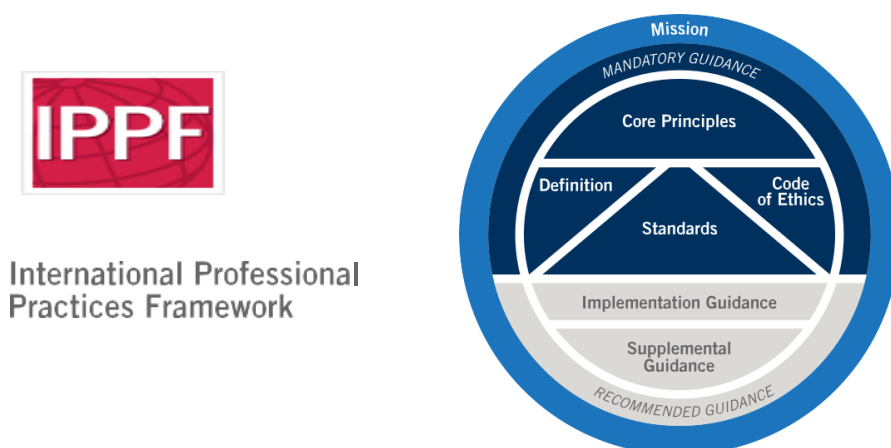 IPPF
International Professional
Practices Framework
Mission
MANDATORY GUIDANCE
Core Principles
Definition
Code
of Ethics
Standards
Implementation Guidance
Supplemental
Guidance
RECOMMENDED GUIDANCE